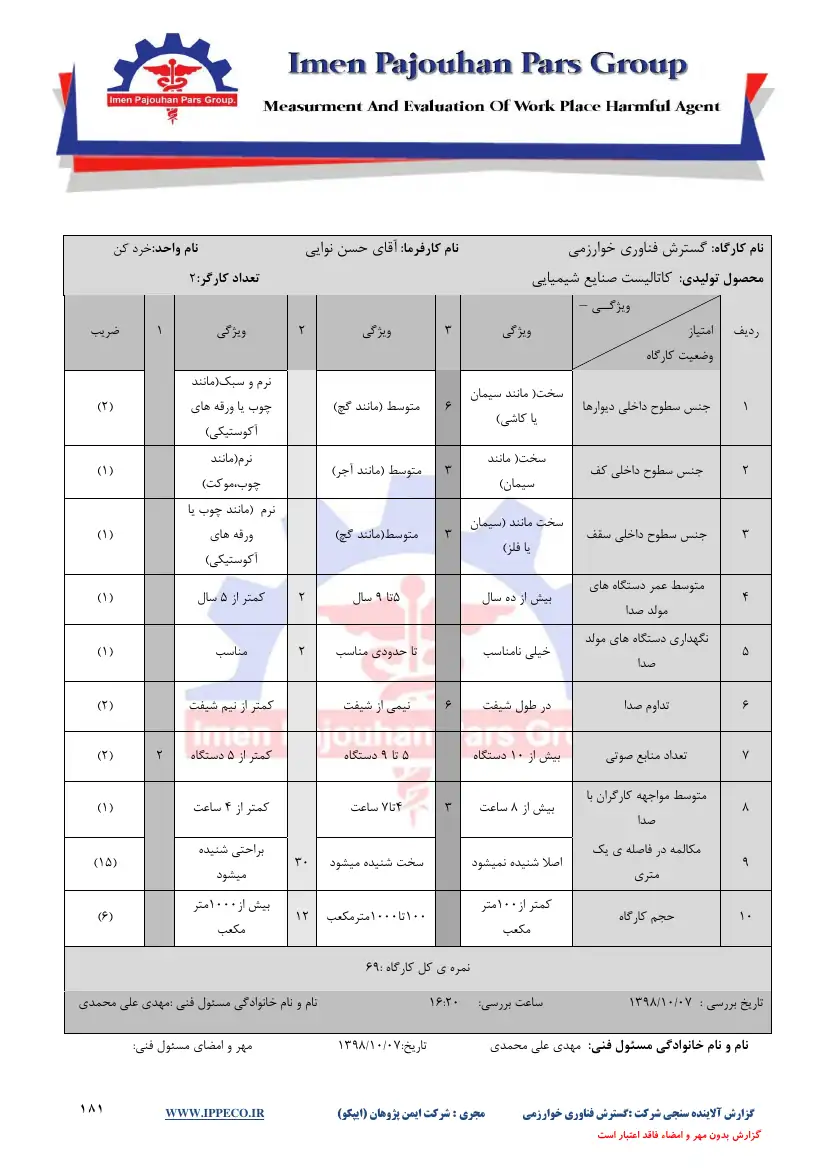 Imen Pajouhan Pars Group
Imen Pajouhan Pars Group.
Measurment And Evaluation Of Work Place Harmful Agent
نام کارگاه: گسترش فناوری خوارزمی نام کارفرما: آقای حسن نوایی نام واحد:خرد کن
محصول تولیدی: کاتالیست صنایع شیمیایی تعداد کارگر:۲
ردیف ویژگــی – امتیاز وضعیت کارگاه ویژگی ۳ ویژگی ۲ ویژگی ۱ ضریب
۱ جنس سطوح داخلی دیوارها سخت( مانند سیمان یا کاشی) ۶ متوسط (مانند گچ) نرم و سبک(مانند چوب یا ورقه های آکوستیکی) (۲)
۲ جنس سطوح داخلی کف سخت( مانند سیمان) ۳ متوسط (مانند آجر) نرم(مانند چوب،موکت) (۱)
۳ جنس سطوح داخلی سقف سخت مانند (سیمان یا فلز) ۳ متوسط(مانند گچ) نرم (مانند چوب یا ورقه های آکوستیکی) (۱)
۴ متوسط عمر دستگاه های مولد صدا بیش از ده سال ۵تا ۹ سال ۲ کمتر از ۵ سال (۱)
۵ نگهداری دستگاه های مولد صدا خیلی نامناسب تا حدودی مناسب ۲ مناسب (۱)
۶ تداوم صدا در طول شیفت ۶ نیمی از شیفت کمتر از نیم شیفت (۲)
۷ تعداد منابع صوتی بیش از ۱۰ دستگاه ۵ تا ۹ دستگاه کمتر از ۵ دستگاه ۲ (۲)
۸ متوسط مواجهه کارگران با صدا بیش از ۸ ساعت ۳ ۴تا۷ ساعت کمتر از ۴ ساعت (۱)
۹ مکالمه در فاصله ی یک متری اصلا شنیده نمیشود سخت شنیده میشود ۳۰ براحتی شنیده میشود (۱۵)
۱۰ حجم کارگاه کمتر از۱۰۰متر مکعب ۱۰۰تا۱۰۰۰مترمکعب ۱۲ بیش از۱۰۰۰متر مکعب (۶)
Imen Pajouhan Pars Group
نمره ی کل کارگاه :۶۹
تاریخ بررسی : ۱۳۹۸/۱۰/۰۷ ساعت بررسی: ۱۶:۲۰ نام و نام خانوادگی مسئول فنی :مهدی علی محمدی
نام و نام خانوادگی مسئول فنی: مهدی علی محمدی تاریخ:۱۳۹۸/۱۰/۰۷ مهر و امضای مسئول فنی:
گزارش آلاینده سنجی شرکت :گسترش فناوری خوارزمی مجری : شرکت ایمن پژوهان (ایپکو) WWW.IPPECO.IR ۱۸۱
گزارش بدون مهر و امضاء فاقد اعتبار است